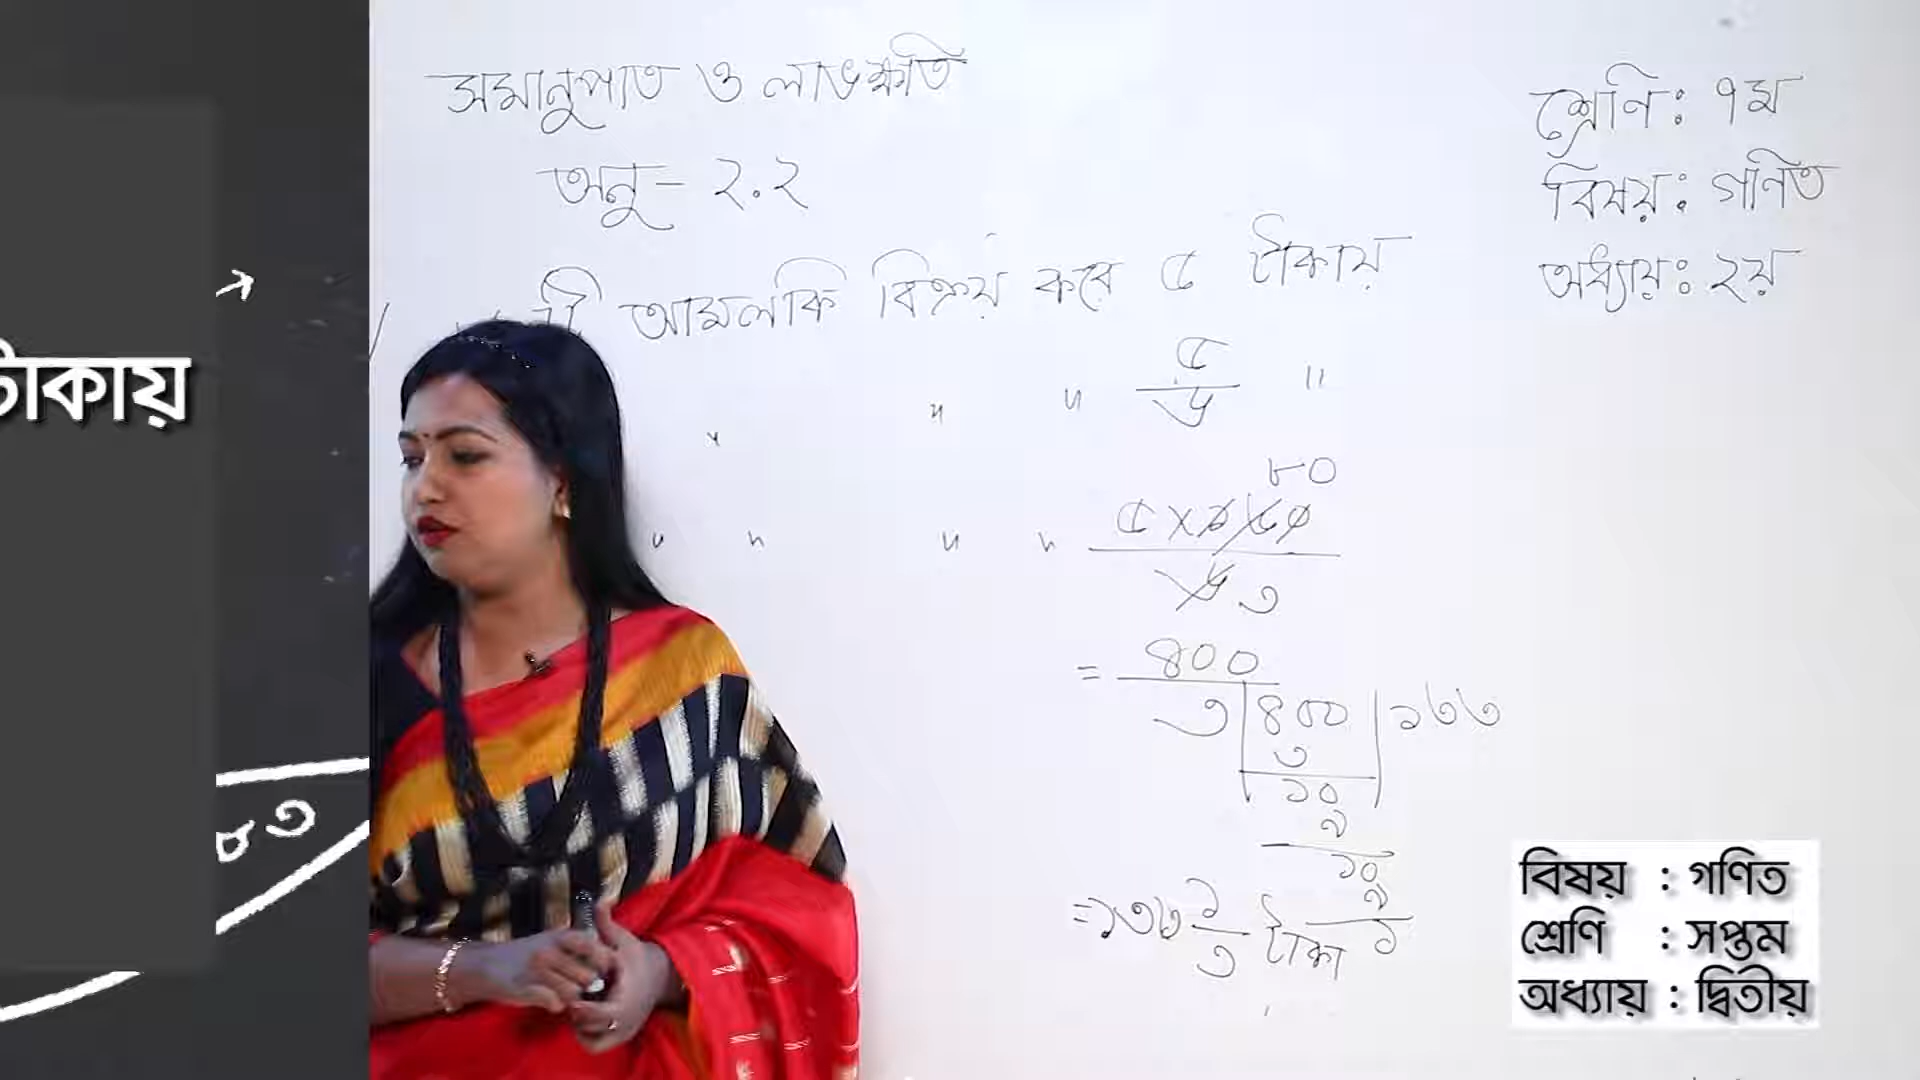 সমানুপাত ও লাভক্ষতি
অনু- ২.২
শ্রেণি: ৭ম
বিষয়: গণিত
অধ্যায়: ২য়
টি আমলকি বিক্রয় করে ৫ টাকায়
" " ৫/৬ "
৮০
" " " " ৫×২৪০
৬ ৩
= ৪০০
৩ ৪০০ ১৩৩
৩
১০
৯
১০
৯
১
=১৩৩ ১/৩ টাকা
টাকায়
৮৩
বিষয় : গণিত
শ্রেণি : সপ্তম
অধ্যায় : দ্বিতীয়